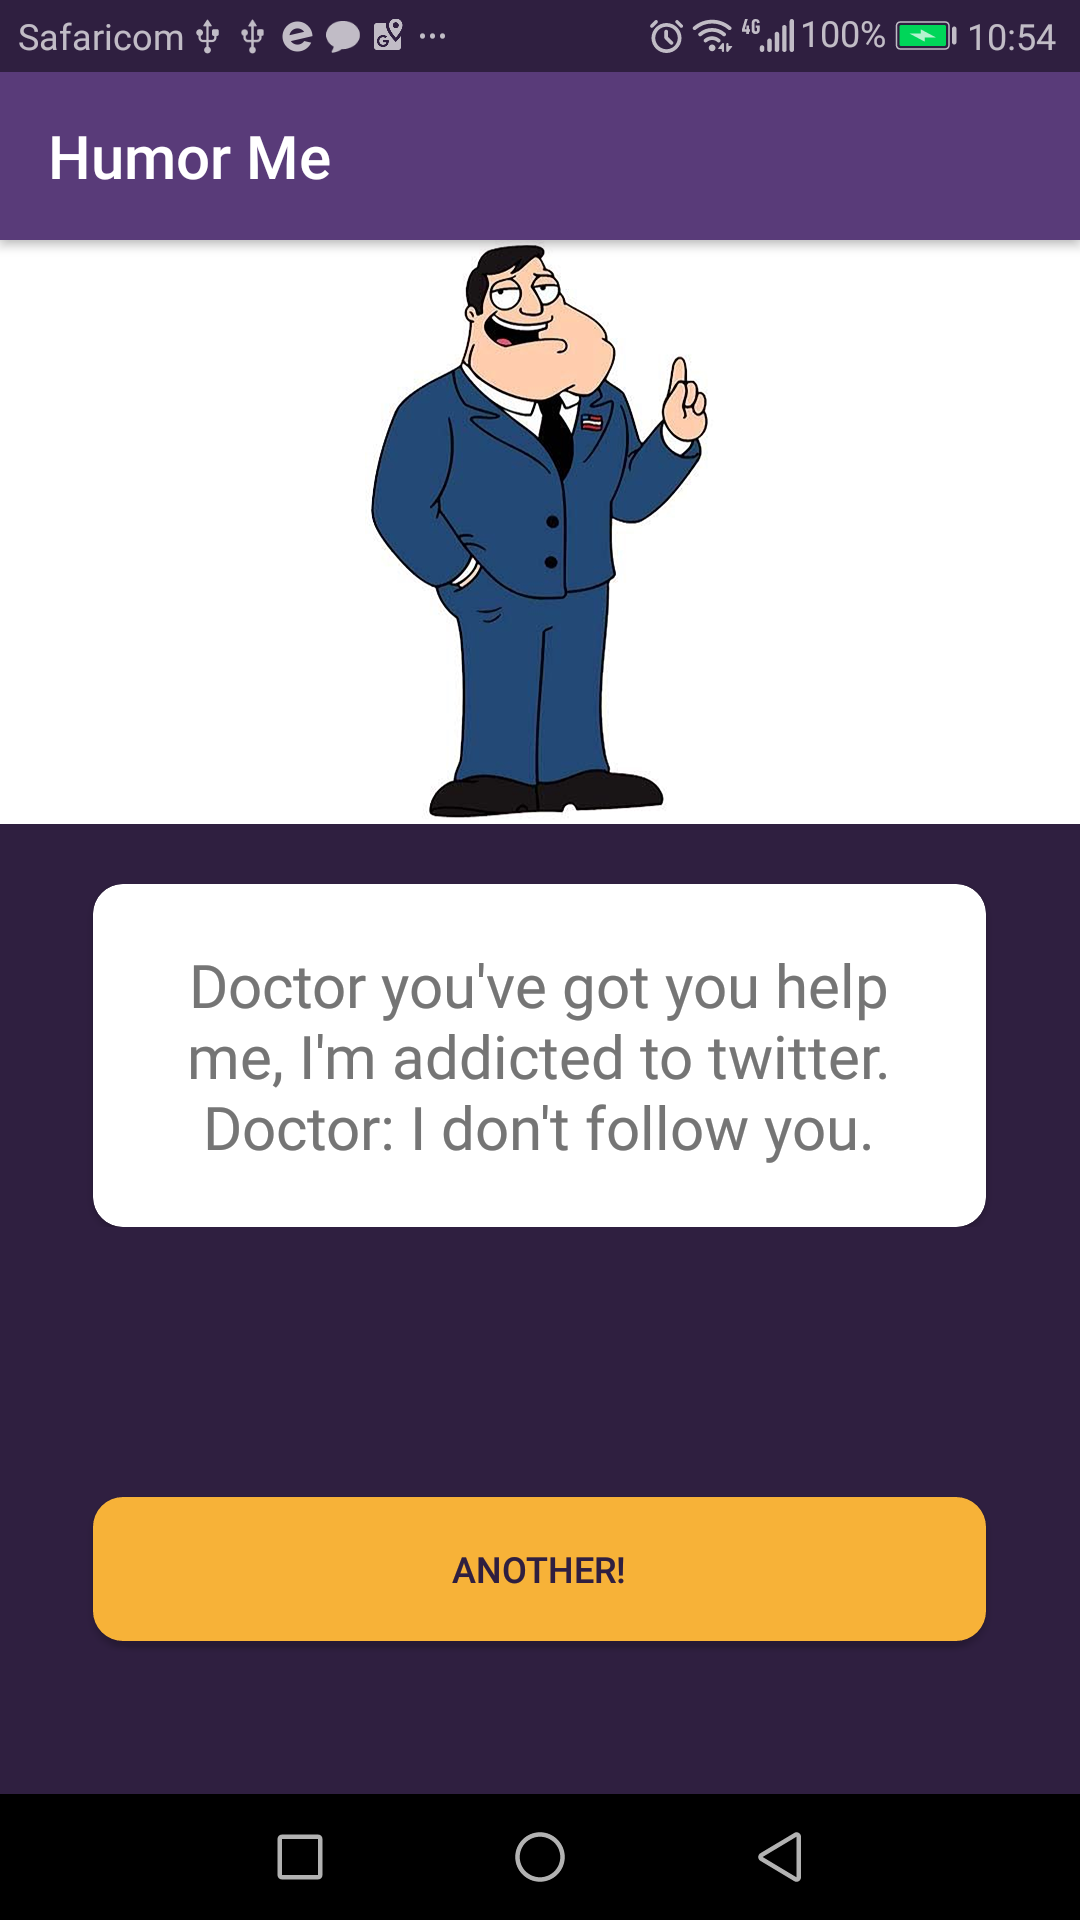 Safaricom 4G 100% 10:54
Humor Me
Doctor you've got you help
me, I'm addicted to twitter.
Doctor: I don't follow you.
ANOTHER!